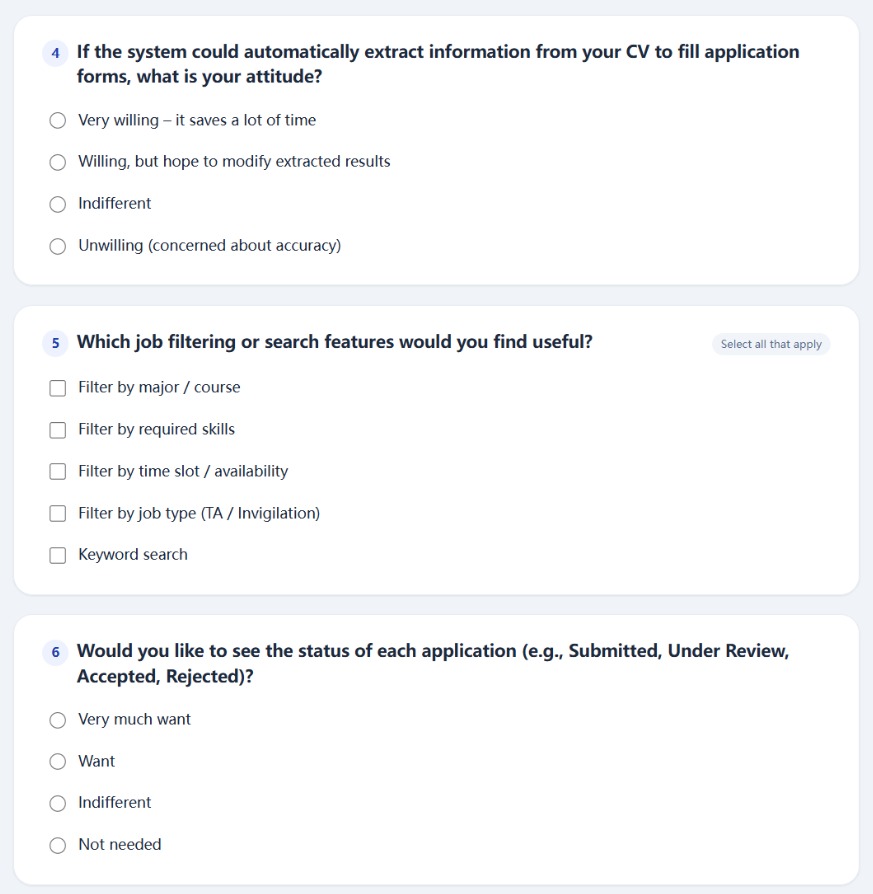 4
If the system could automatically extract information from your CV to fill application
forms, what is your attitude?
Very willing – it saves a lot of time
Willing, but hope to modify extracted results
Indifferent
Unwilling (concerned about accuracy)
5
Which job filtering or search features would you find useful?
Select all that apply
Filter by major / course
Filter by required skills
Filter by time slot / availability
Filter by job type (TA / Invigilation)
Keyword search
6
Would you like to see the status of each application (e.g., Submitted, Under Review,
Accepted, Rejected)?
Very much want
Want
Indifferent
Not needed